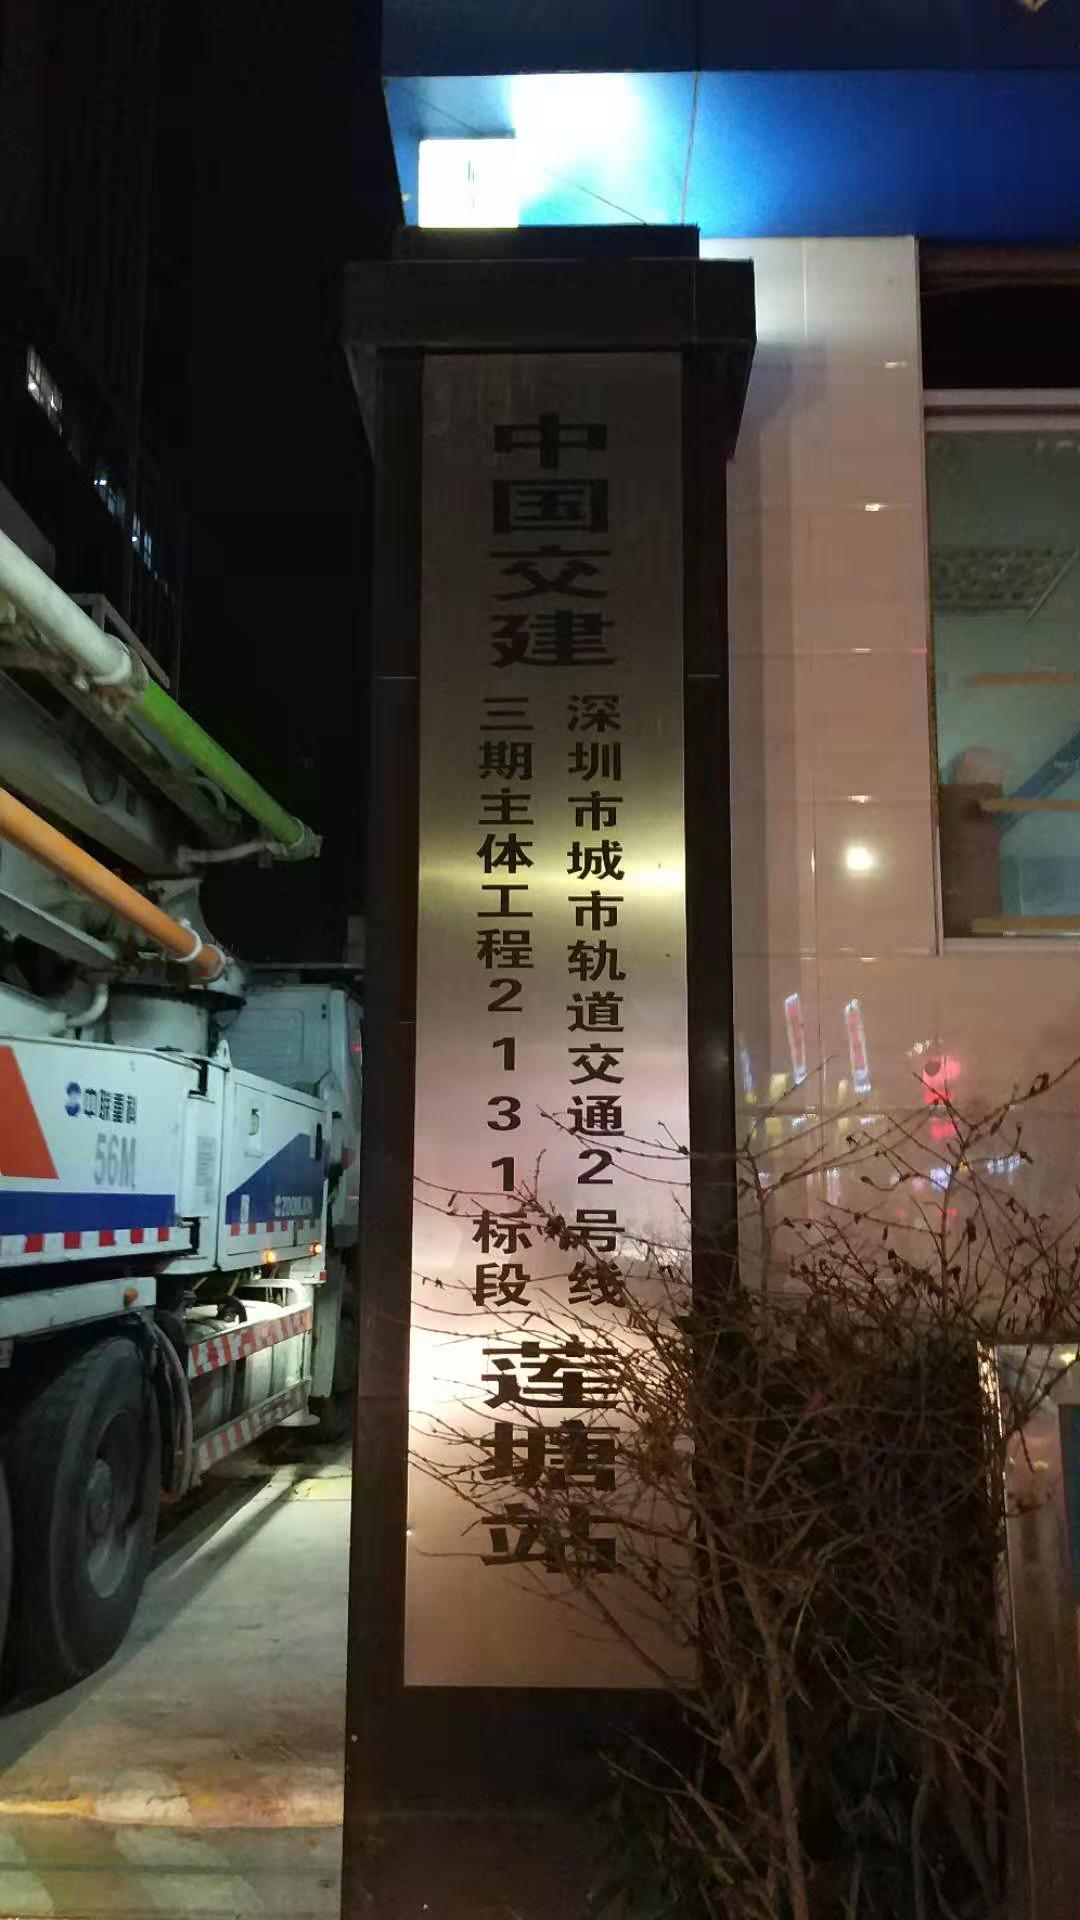 中国交建
深圳市城市轨道交通2号线
三期主体工程2131标段
莲塘站
中联重科
56M
ZOOMLION